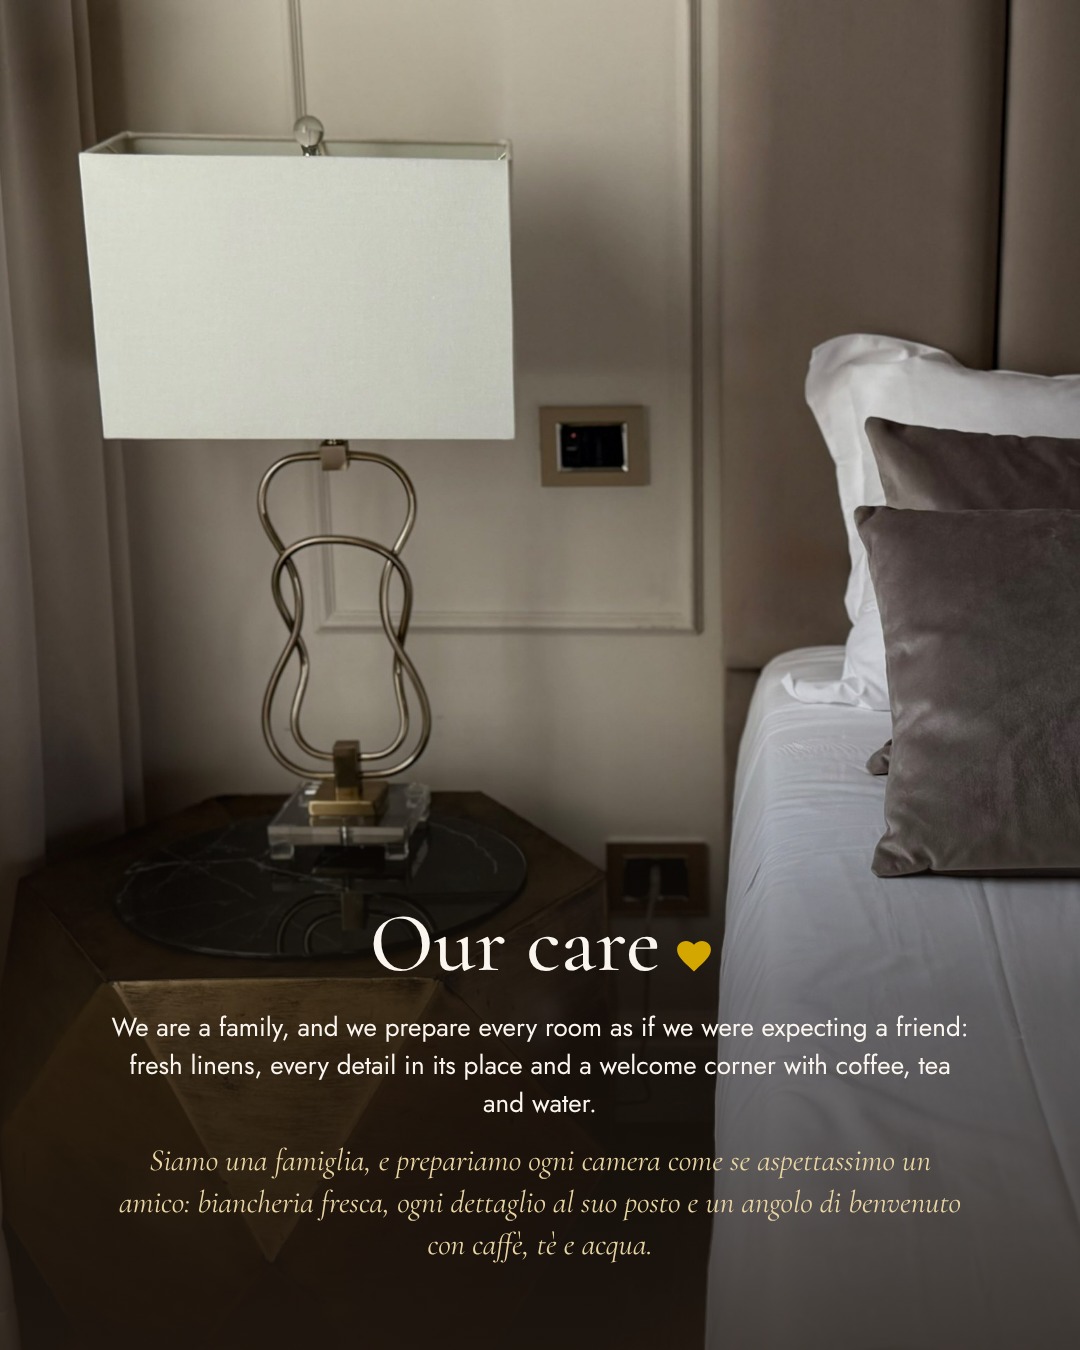 Our care 💛
We are a family, and we prepare every room as if we were expecting a friend:
fresh linens, every detail in its place and a welcome corner with coffee, tea
and water.
Siamo una famiglia, e prepariamo ogni camera come se aspettassimo un
amico: biancheria fresca, ogni dettaglio al suo posto e un angolo di benvenuto
con caffè, tè e acqua.